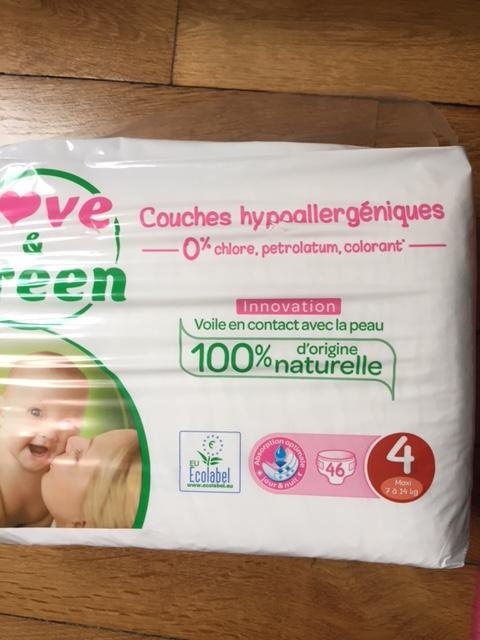 ove
&
reen
Couches hypoallergéniques
0% chlore, petrolatum, colorant*
Innovation
Voile en contact avec la peau
100% d'origine
naturelle
EU
Ecolabel
www.ecolabel.eu
Absorption optimale
jour & nuit
46
4
Maxi
7 à 14 kg